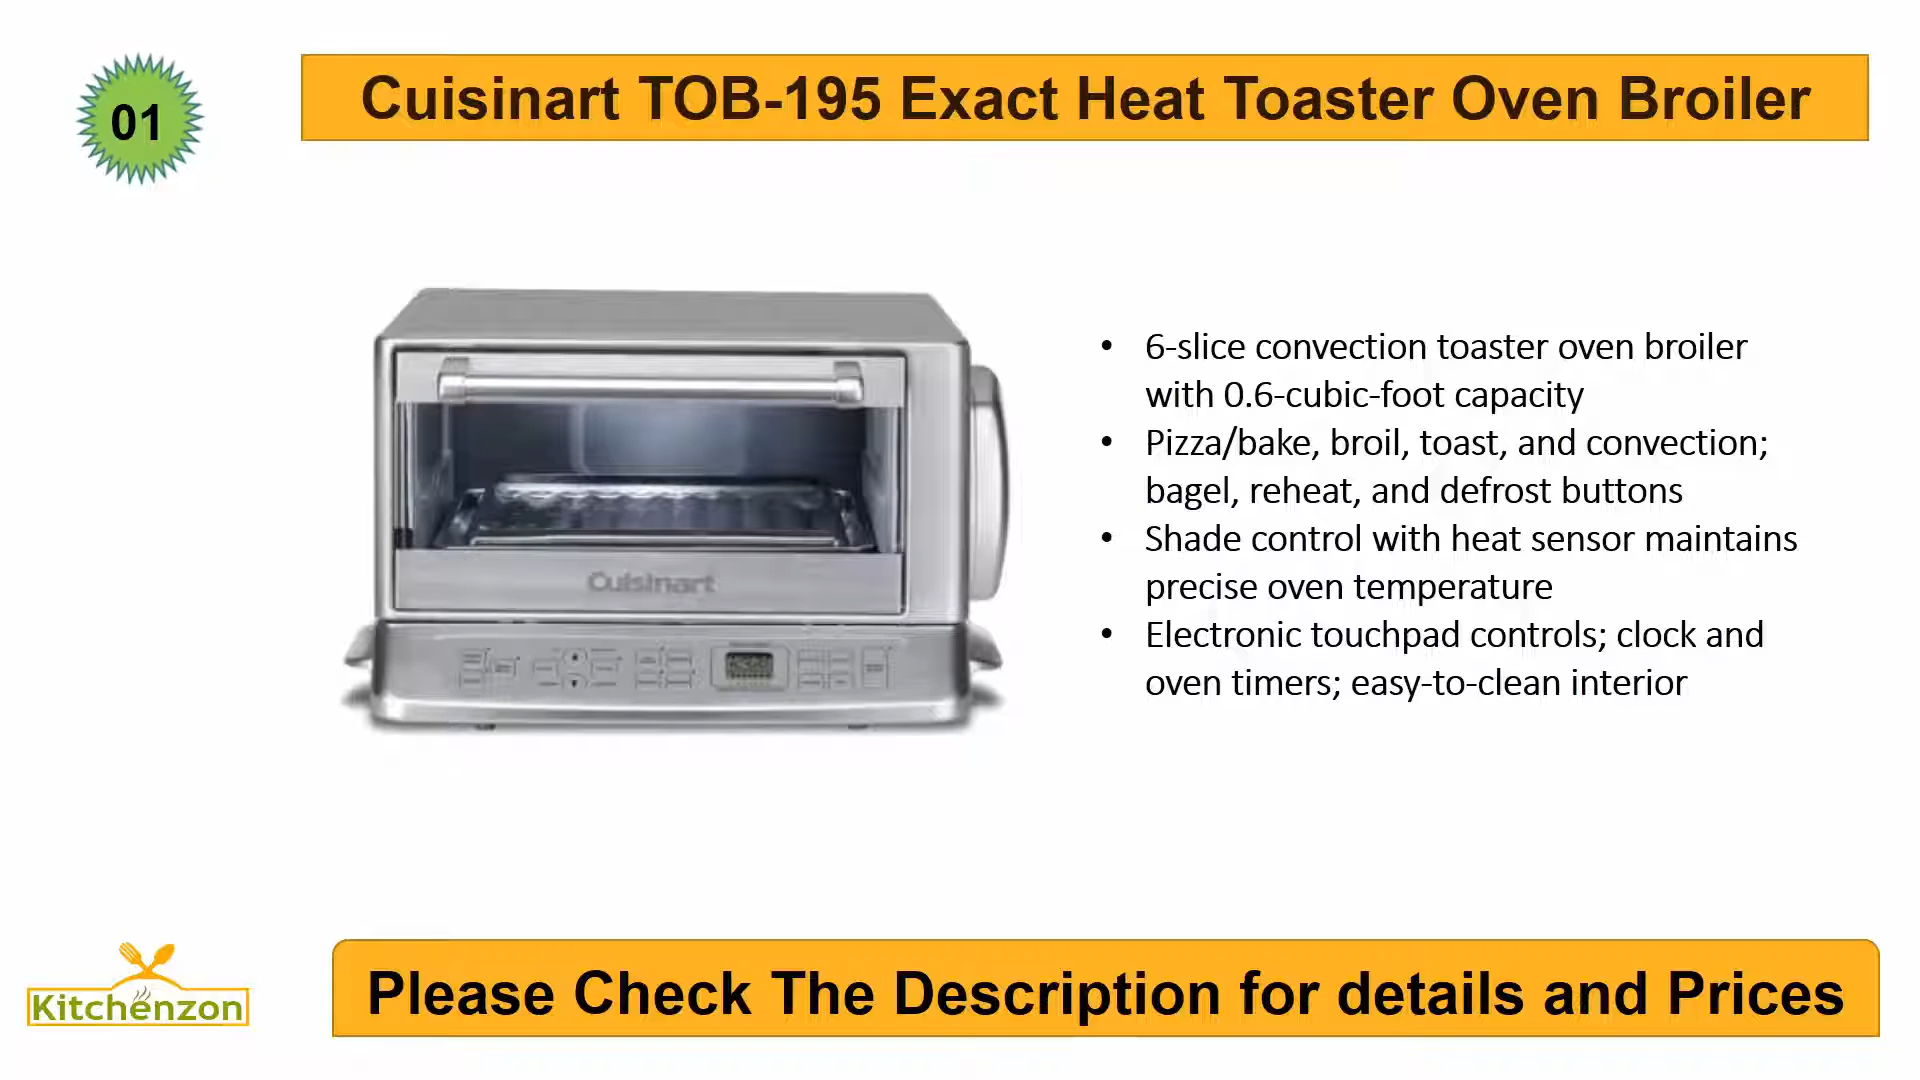 01
Cuisinart TOB-195 Exact Heat Toaster Oven Broiler
Cuisinart
• 6-slice convection toaster oven broiler
with 0.6-cubic-foot capacity
• Pizza/bake, broil, toast, and convection;
bagel, reheat, and defrost buttons
• Shade control with heat sensor maintains
precise oven temperature
• Electronic touchpad controls; clock and
oven timers; easy-to-clean interior
Kitchenzon
Please Check The Description for details and Prices